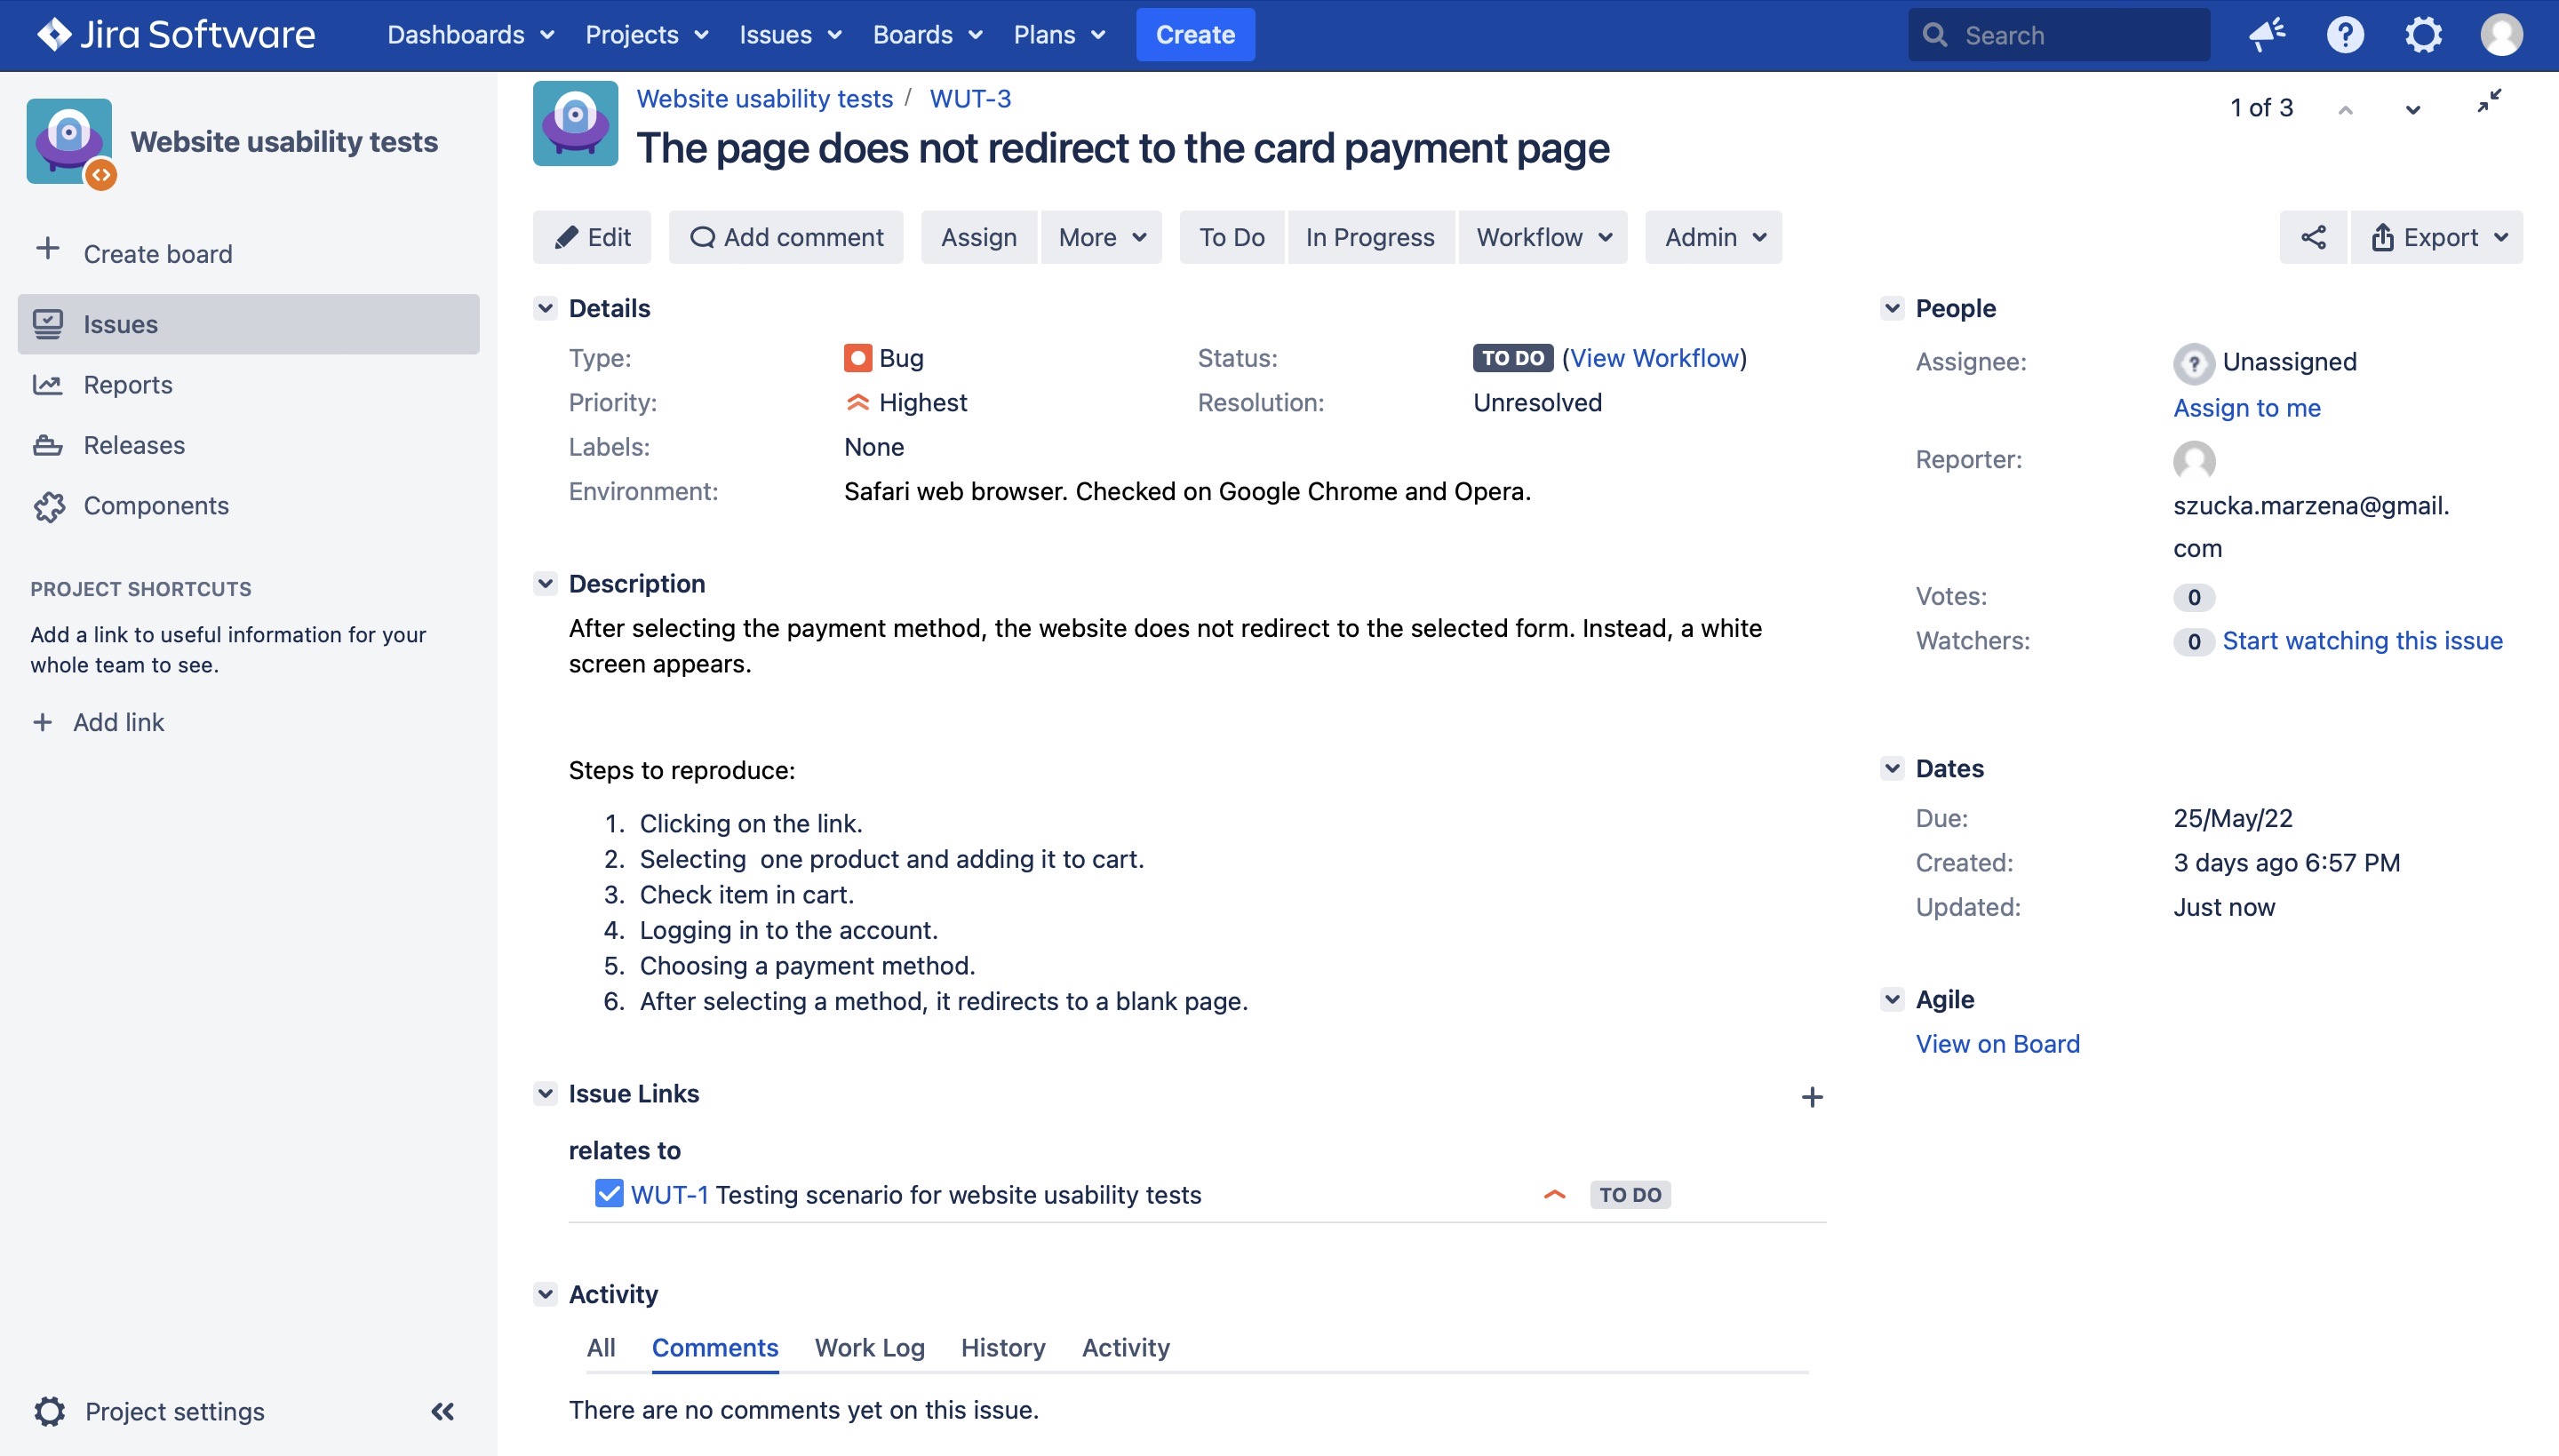 Jira Software
Dashboards
Projects
Issues
Boards
Plans
Create
Search
Website usability tests
Create board
Issues
Reports
Releases
Components
PROJECT SHORTCUTS
Add a link to useful information for your
whole team to see.
+ Add link
Project settings
Website usability tests / WUT-3
The page does not redirect to the card payment page
1 of 3
Edit
Add comment
Assign
More
To Do
In Progress
Workflow
Admin
Export
Details
Type: Bug
Status: TO DO (View Workflow)
Priority: Highest
Resolution: Unresolved
Labels: None
Environment: Safari web browser. Checked on Google Chrome and Opera.
Description
After selecting the payment method, the website does not redirect to the selected form. Instead, a white
screen appears.
Steps to reproduce:
1. Clicking on the link.
2. Selecting  one product and adding it to cart.
3. Check item in cart.
4. Logging in to the account.
5. Choosing a payment method.
6. After selecting a method, it redirects to a blank page.
Issue Links
relates to
WUT-1 Testing scenario for website usability tests TO DO
Activity
All Comments Work Log History Activity
There are no comments yet on this issue.
People
Assignee: Unassigned
Assign to me
Reporter:
szucka.marzena@gmail.
com
Votes: 0
Watchers: 0 Start watching this issue
Dates
Due: 25/May/22
Created: 3 days ago 6:57 PM
Updated: Just now
Agile
View on Board